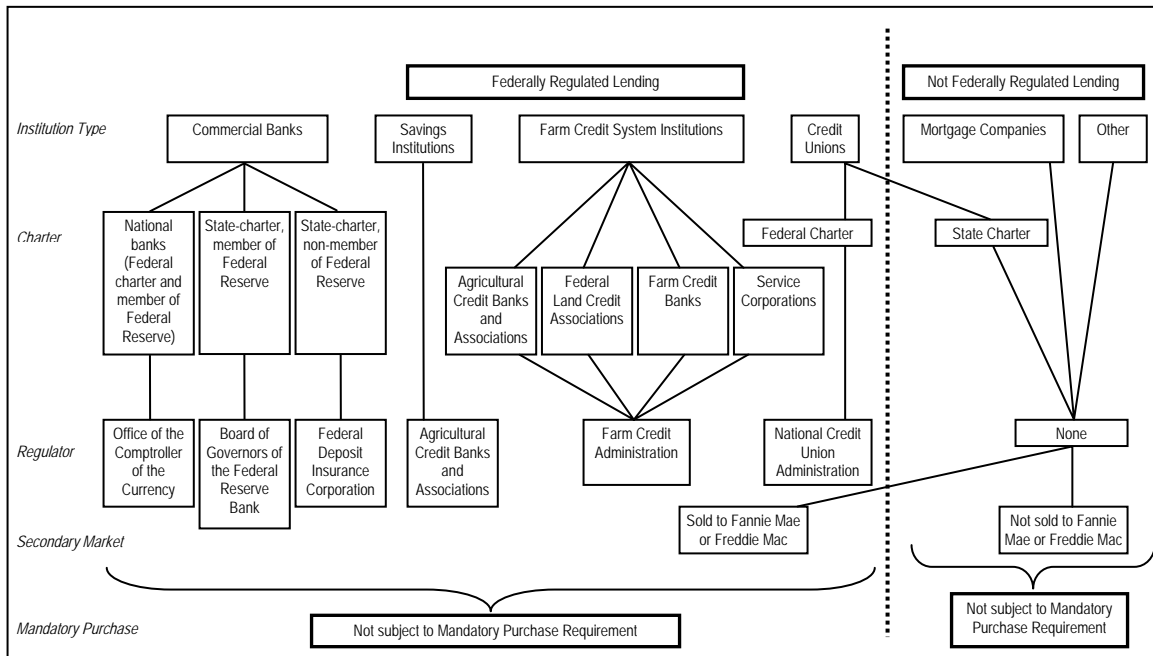 Federally Regulated Lending
Not Federally Regulated Lending
Institution Type
Commercial Banks
Savings
Institutions
Farm Credit System Institutions
Credit
Unions
Mortgage Companies
Other
Charter
National
banks
(Federal
charter and
member of
Federal
Reserve)
State-charter,
member of
Federal
Reserve
State-charter,
non-member
of Federal
Reserve
Agricultural
Credit Banks
and
Associations
Federal
Land Credit
Associations
Farm Credit
Banks
Service
Corporations
Federal Charter
State Charter
Regulator
Office of the
Comptroller
of the
Currency
Board of
Governors of
the Federal
Reserve
Bank
Federal
Deposit
Insurance
Corporation
Agricultural
Credit Banks
and
Associations
Farm Credit
Administration
National Credit
Union
Administration
None
Secondary Market
Sold to Fannie Mae
or Freddie Mac
Not sold to Fannie
Mae or Freddie Mac
Mandatory Purchase
Not subject to Mandatory Purchase Requirement
Not subject to Mandatory
Purchase Requirement